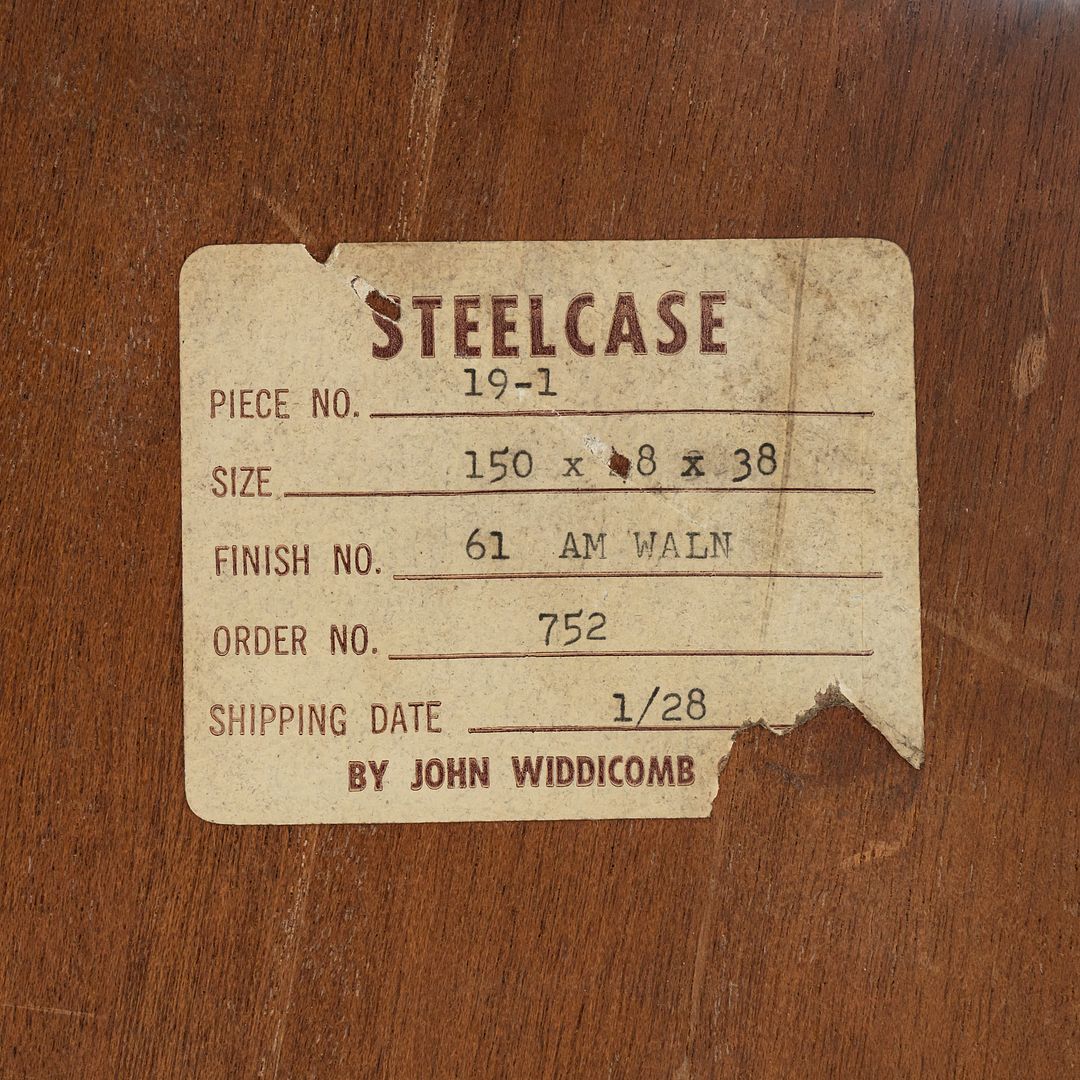 STEELCASE
PIECE NO. 19-1
SIZE 150 x x 38
FINISH NO. 61 AM WALN
ORDER NO. 752
SHIPPING DATE 1/28
BY JOHN WIDDICOMB